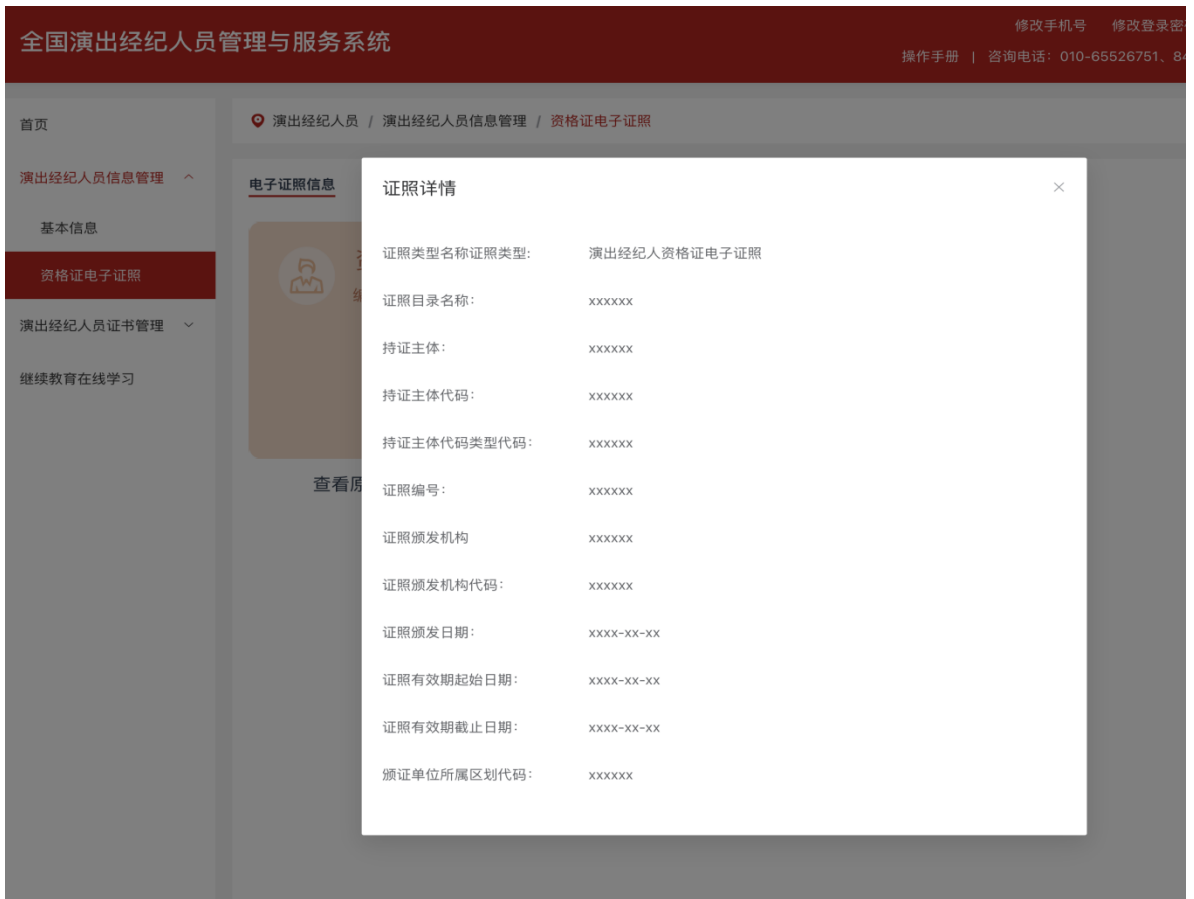 全国演出经纪人员管理与服务系统
修改手机号 修改登录密
操作手册 | 咨询电话：010-65526751、84
首页
演出经纪人员 / 演出经纪人员信息管理 / 资格证电子证照
演出经纪人员信息管理
基本信息
资格证电子证照
演出经纪人员证书管理
继续教育在线学习
电子证照信息
查看原
证照详情
证照类型名称证照类型: 演出经纪人资格证电子证照
证照目录名称： xxxxxx
持证主体： xxxxxx
持证主体代码： xxxxxx
持证主体代码类型代码： xxxxxx
证照编号： xxxxxx
证照颁发机构 xxxxxx
证照颁发机构代码： xxxxxx
证照颁发日期： xxxx-xx-xx
证照有效期起始日期： xxxx-xx-xx
证照有效期截止日期： xxxx-xx-xx
颁证单位所属区划代码： xxxxxx